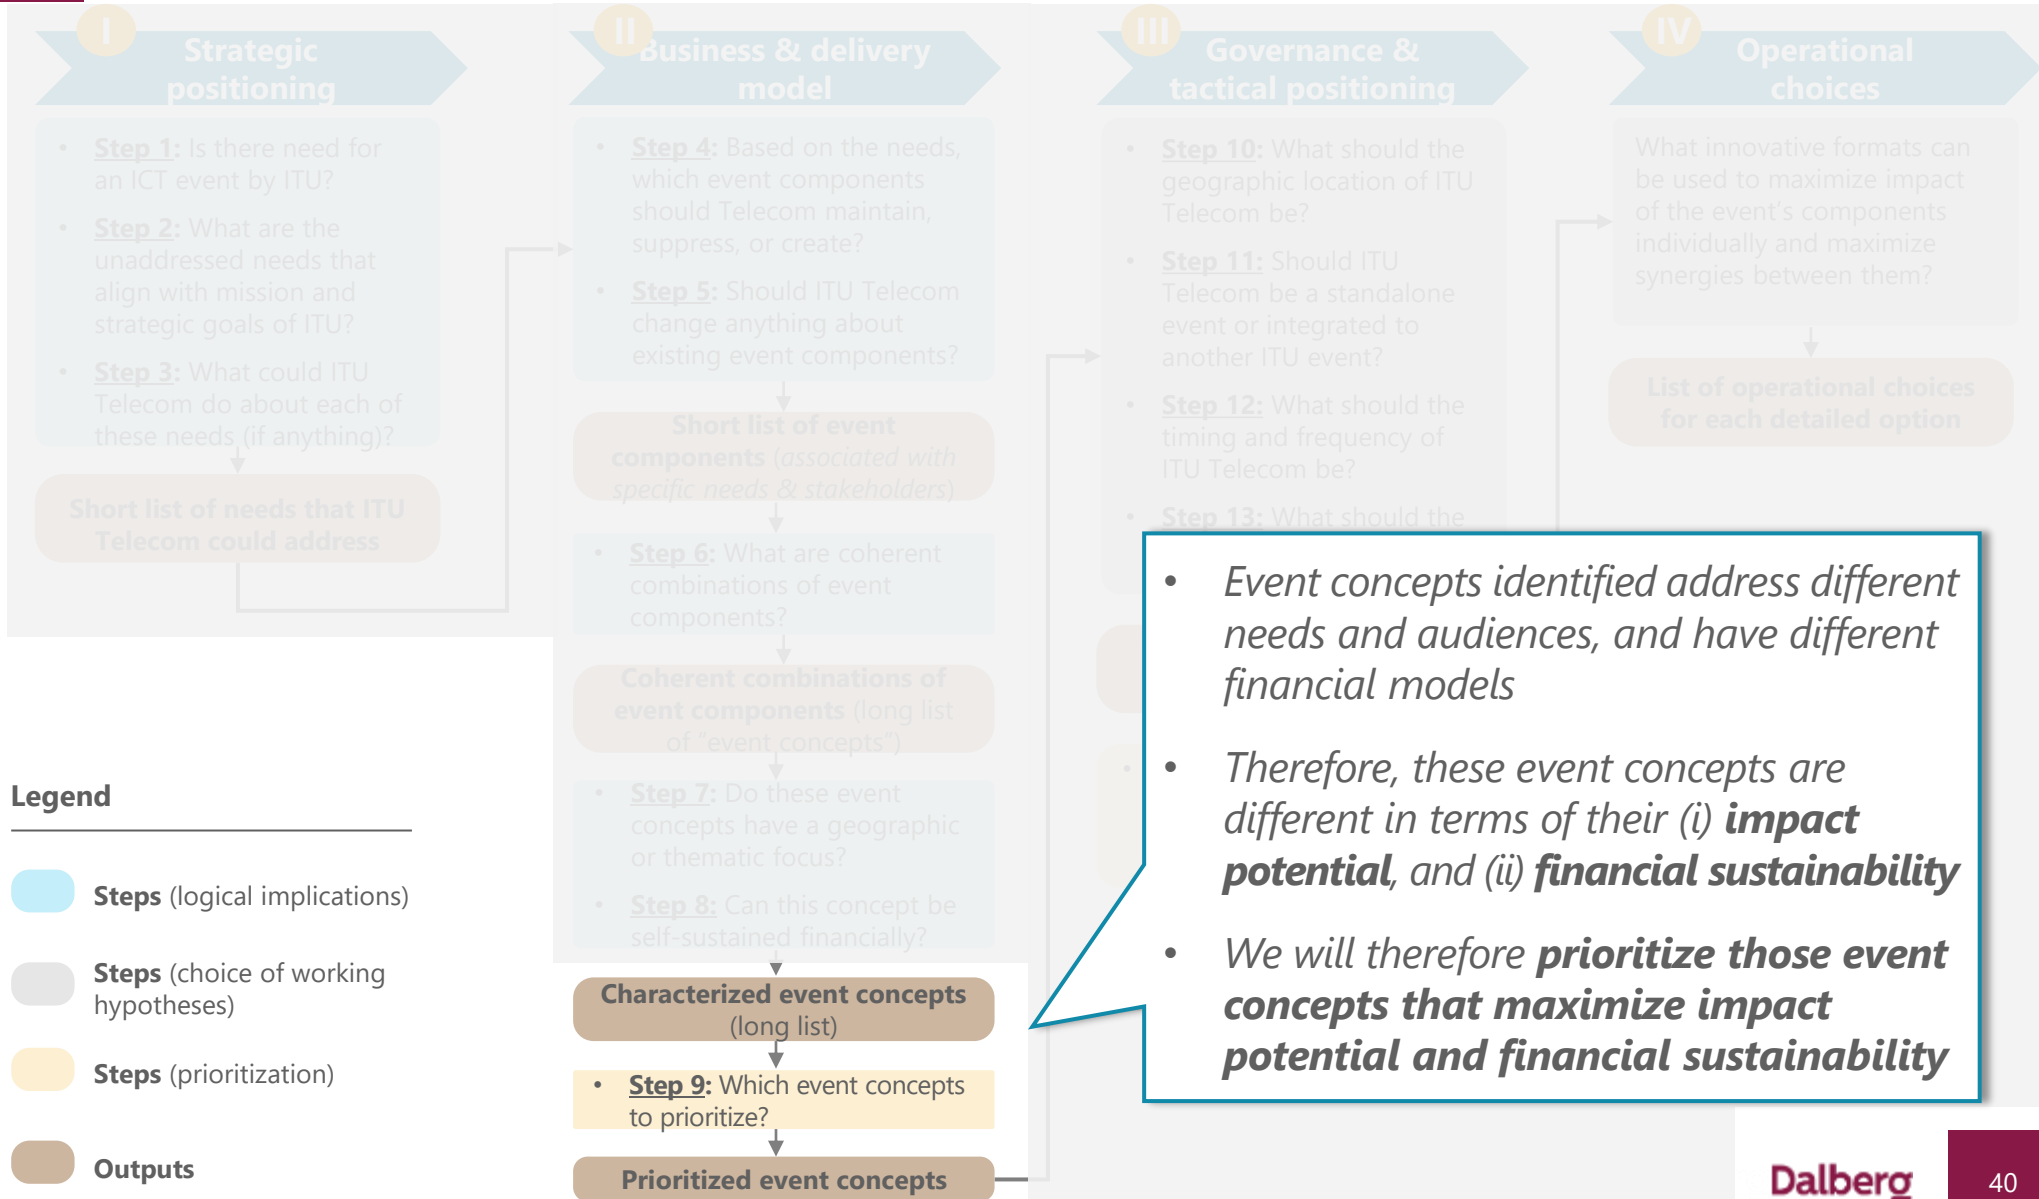 I
Strategic
positioning
• Step 1: Is there need for
an ICT event by ITU?
• Step 2: What are the
unaddressed needs that
align with mission and
strategic goals of ITU?
• Step 3: What could ITU
Telecom do about each of
these needs (if anything)?
Short list of needs that ITU
Telecom could address
II
Business & delivery
model
• Step 4: Based on the needs,
which event components
should Telecom maintain,
suppress, or create?
• Step 5: Should ITU Telecom
change anything about
existing event components?
Short list of event
components (associated with
specific needs & stakeholders)
• Step 6: What are coherent
combinations of event
components?
Coherent combinations of
event components (long list
of "event concepts")
• Step 7: Do these event
concepts have a geographic
or thematic focus?
• Step 8: Can this concept be
self-sustained financially?
Characterized event concepts
(long list)
• Step 9: Which event concepts
to prioritize?
Prioritized event concepts
III
Governance &
tactical positioning
• Step 10: What should the
geographic location of ITU
Telecom be?
• Step 11: Should ITU
Telecom be a standalone
event or integrated to
another ITU event?
• Step 12: What should the
timing and frequency of
ITU Telecom be?
• Step 13: What should the
IV
Operational
choices
What innovative formats can
be used to maximize impact
of the event's components
individually and maximize
synergies between them?
List of operational choices
for each detailed option
• Event concepts identified address different
needs and audiences, and have different
financial models
• Therefore, these event concepts are
different in terms of their (i) impact
potential, and (ii) financial sustainability
• We will therefore prioritize those event
concepts that maximize impact
potential and financial sustainability
Legend
Steps (logical implications)
Steps (choice of working
hypotheses)
Steps (prioritization)
Outputs
Dalberg
40